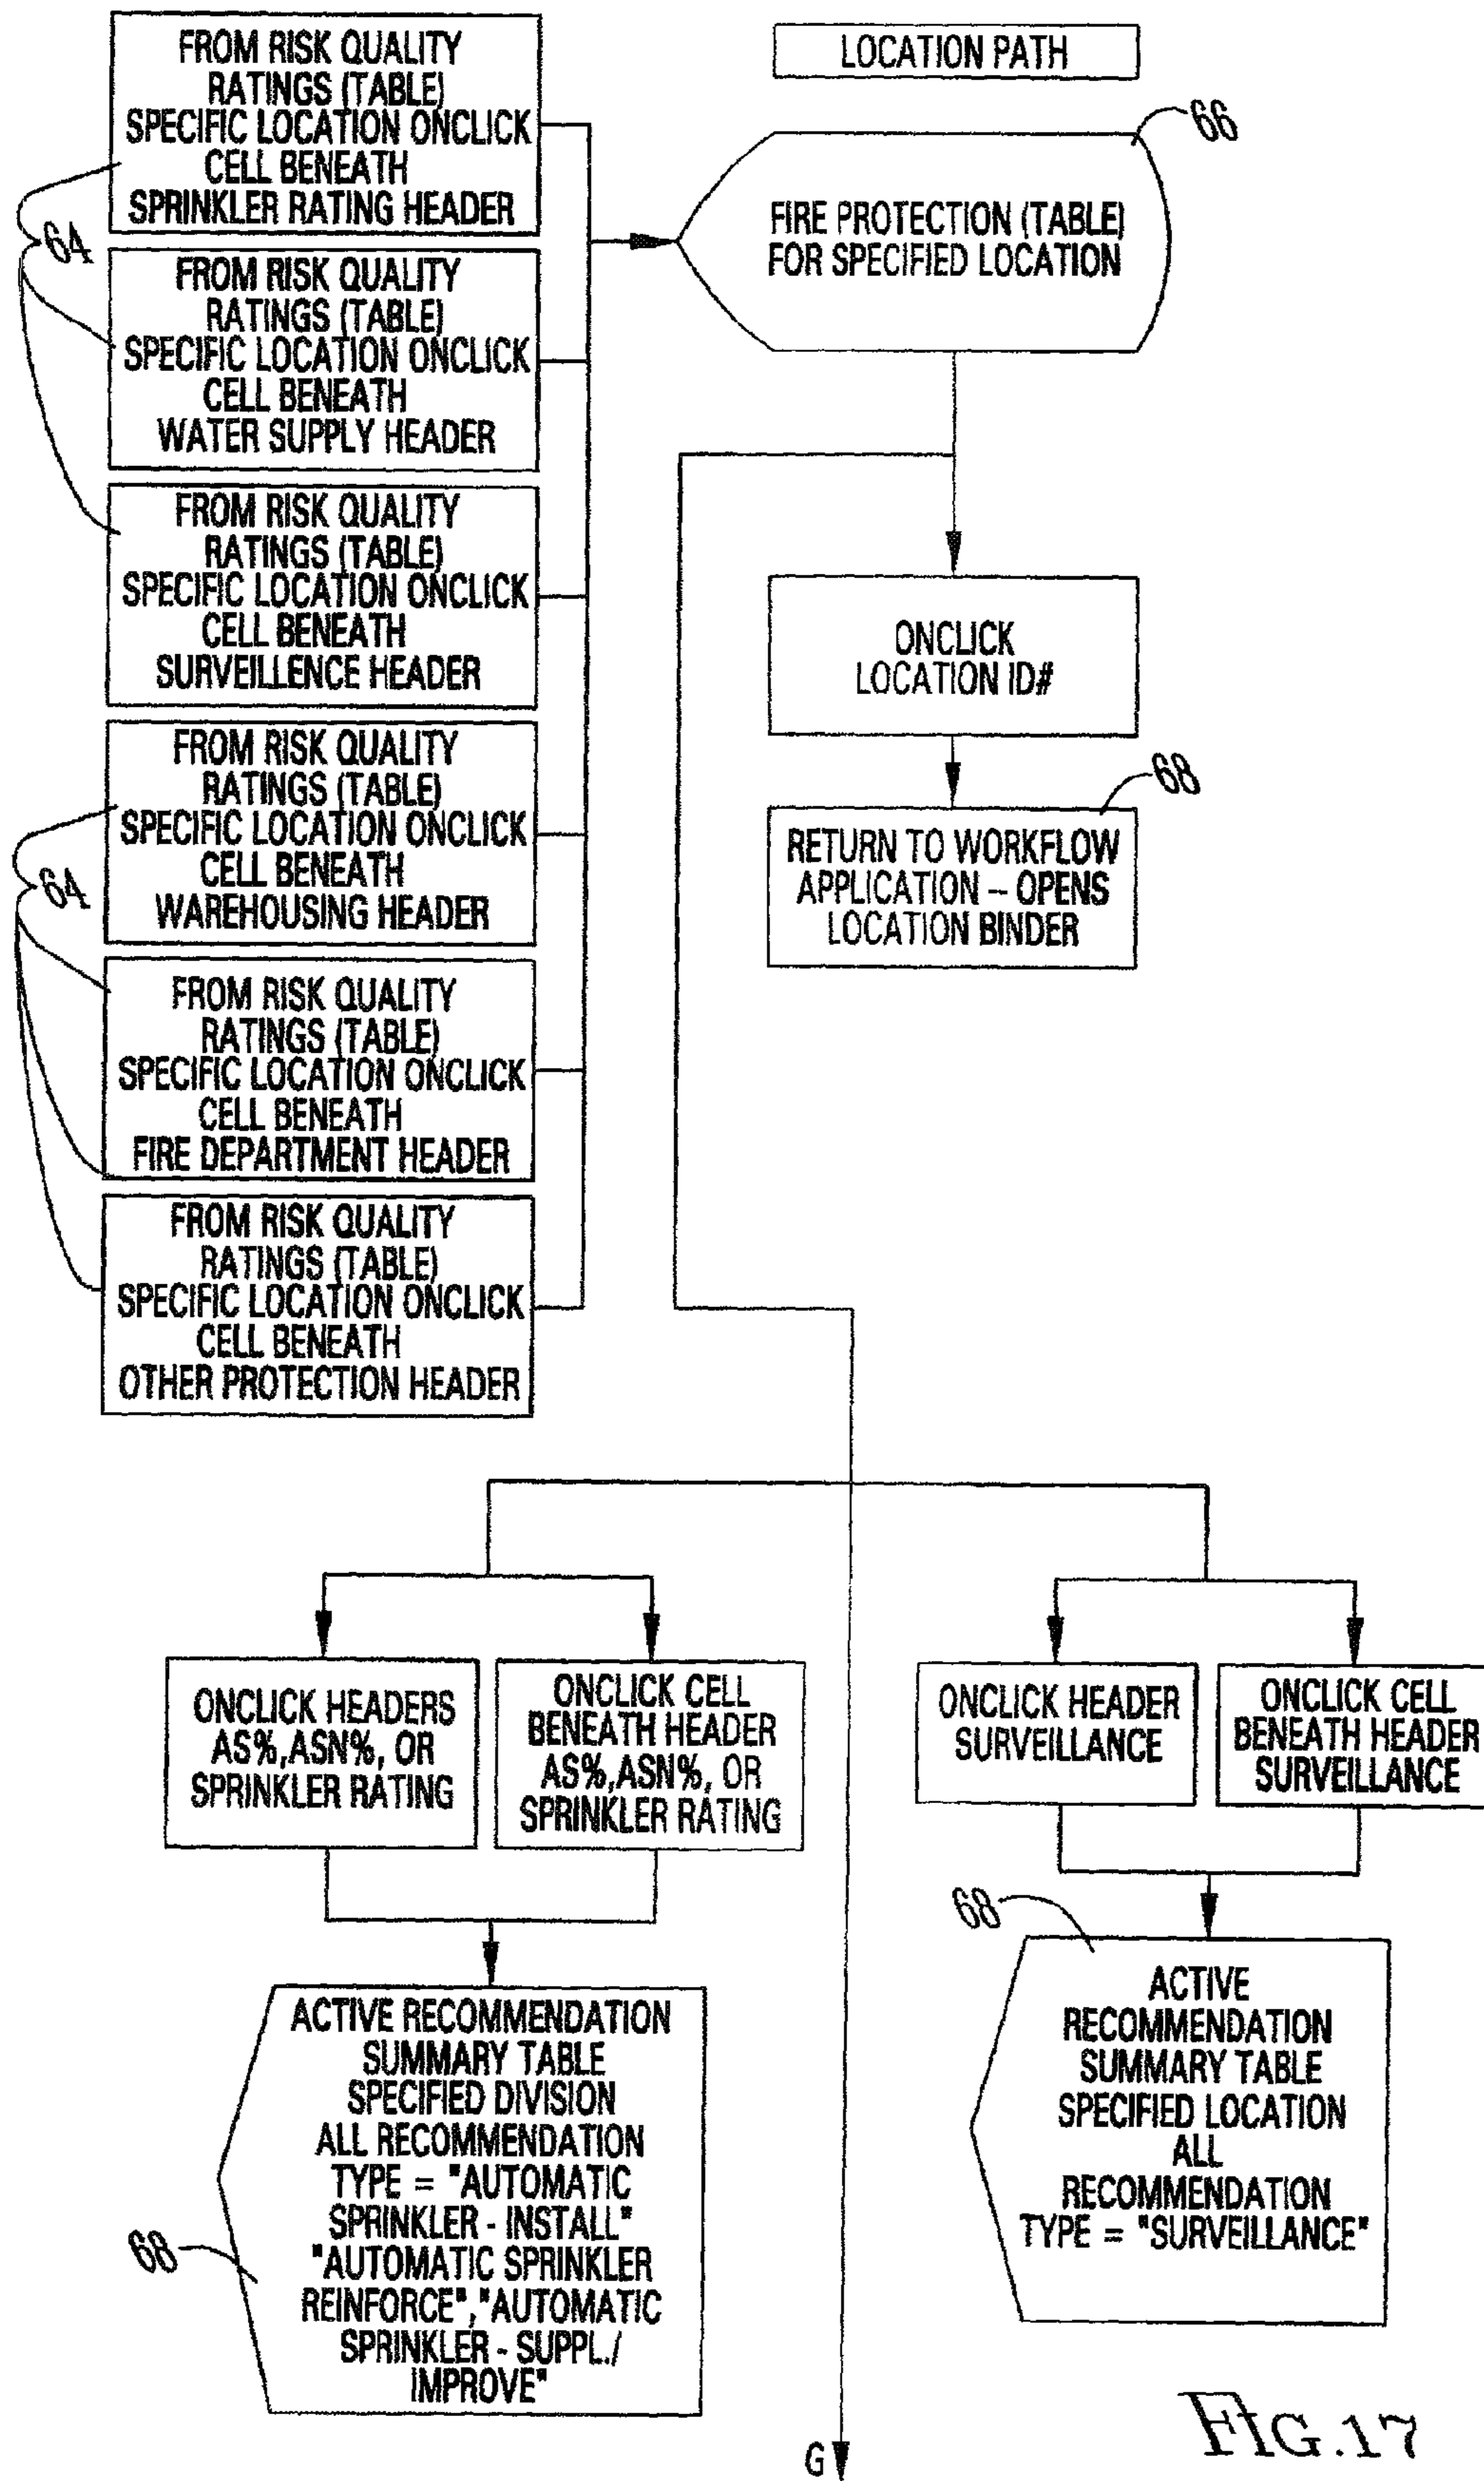 FROM RISK QUALITY
RATINGS (TABLE)
SPECIFIC LOCATION ONCLICK
CELL BENEATH
SPRINKLER RATING HEADER
64
FROM RISK QUALITY
RATINGS (TABLE)
SPECIFIC LOCATION ONCLICK
CELL BENEATH
WATER SUPPLY HEADER
FROM RISK QUALITY
RATINGS (TABLE)
SPECIFIC LOCATION ONCLICK
CELL BENEATH
SURVEILLENCE HEADER
FROM RISK QUALITY
RATINGS (TABLE)
SPECIFIC LOCATION ONCLICK
CELL BENEATH
WAREHOUSING HEADER
64
FROM RISK QUALITY
RATINGS (TABLE)
SPECIFIC LOCATION ONCLICK
CELL BENEATH
FIRE DEPARTMENT HEADER
FROM RISK QUALITY
RATINGS (TABLE)
SPECIFIC LOCATION ONCLICK
CELL BENEATH
OTHER PROTECTION HEADER
LOCATION PATH
66
FIRE PROTECTION (TABLE)
FOR SPECIFIED LOCATION
ONCLICK
LOCATION ID#
68
RETURN TO WORKFLOW
APPLICATION – OPENS
LOCATION BINDER
ONCLICK HEADERS
AS%,ASN%, OR
SPRINKLER RATING
ONCLICK CELL
BENEATH HEADER
AS%,ASN%, OR
SPRINKLER RATING
ONCLICK HEADER
SURVEILLANCE
ONCLICK CELL
BENEATH HEADER
SURVEILLANCE
ACTIVE RECOMMENDATION
SUMMARY TABLE
SPECIFIED DIVISION
ALL RECOMMENDATION
TYPE = "AUTOMATIC
SPRINKLER - INSTALL"
"AUTOMATIC SPRINKLER
REINFORCE","AUTOMATIC
SPRINKLER - SUPPL./
IMPROVE"
68
68
ACTIVE
RECOMMENDATION
SUMMARY TABLE
SPECIFIED LOCATION
ALL
RECOMMENDATION
TYPE = "SURVEILLANCE"
G
FIG.17